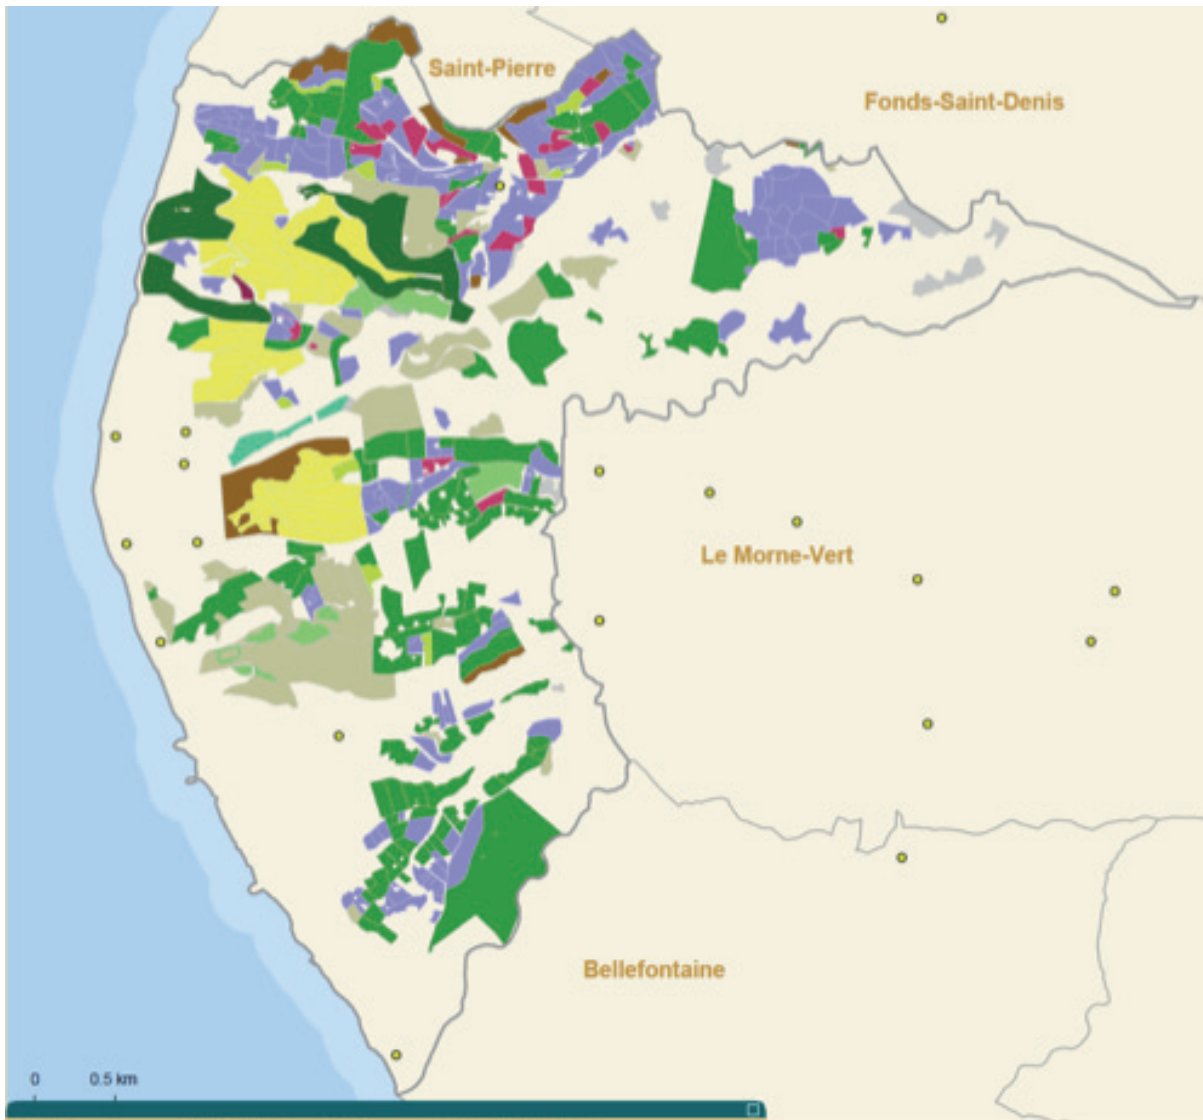 Saint-Pierre
Fonds-Saint-Denis
Le Morne-Vert
Bellefontaine
0 0.5 km